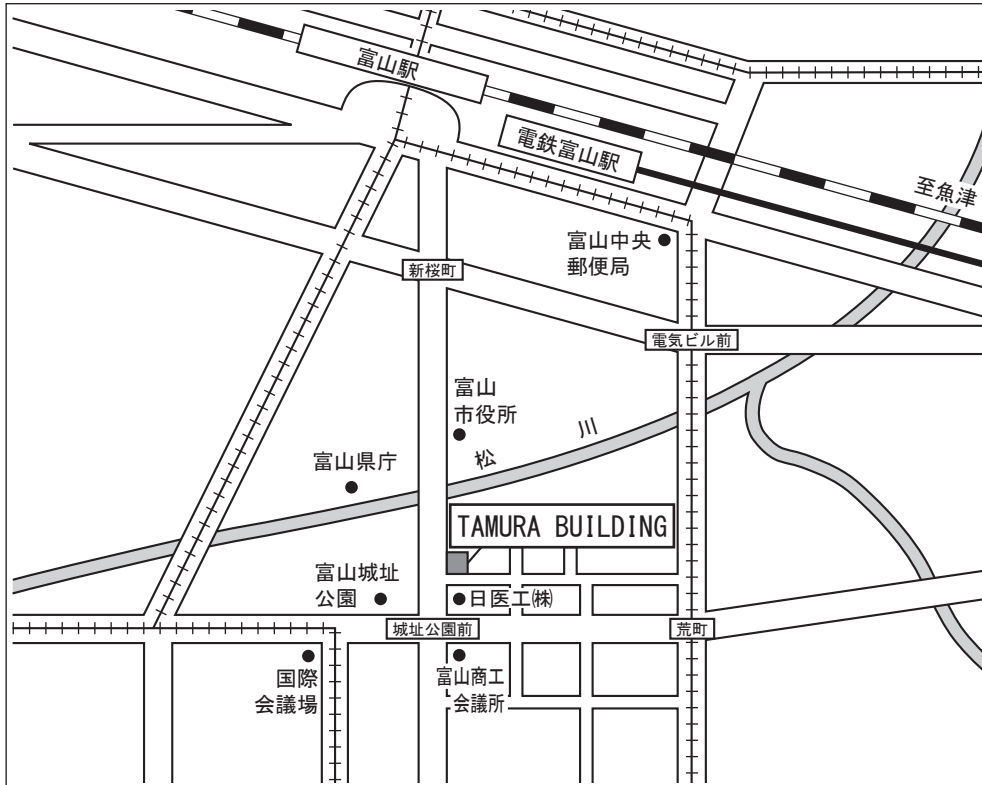 富山駅
電鉄富山駅
至魚津
富山中央
郵便局
新桜町
電気ビル前
富山
市役所
松川
富山県庁
TAMURA BUILDING
富山城址
公園
日医工㈱
城址公園前
荒町
国際
会議場
富山商工
会議所